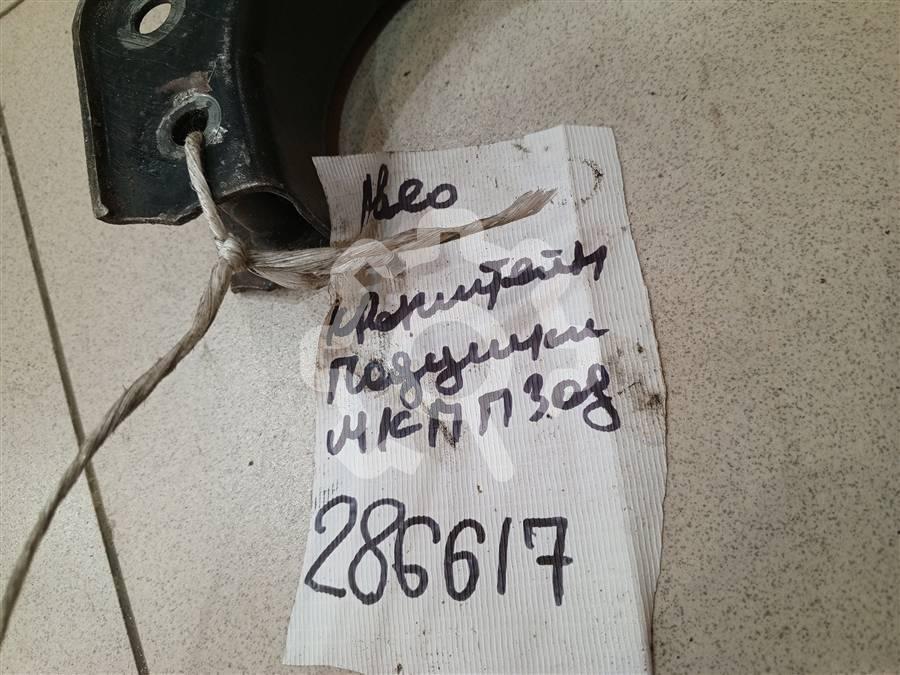 Авео
кронштейн
подушки
МКПП Зад
286617